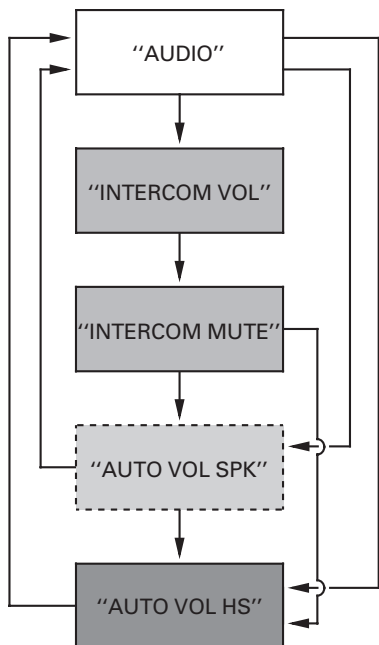 “AUDIO”
“INTERCOM VOL”
“INTERCOM MUTE”
“AUTO VOL SPK”
“AUTO VOL HS”